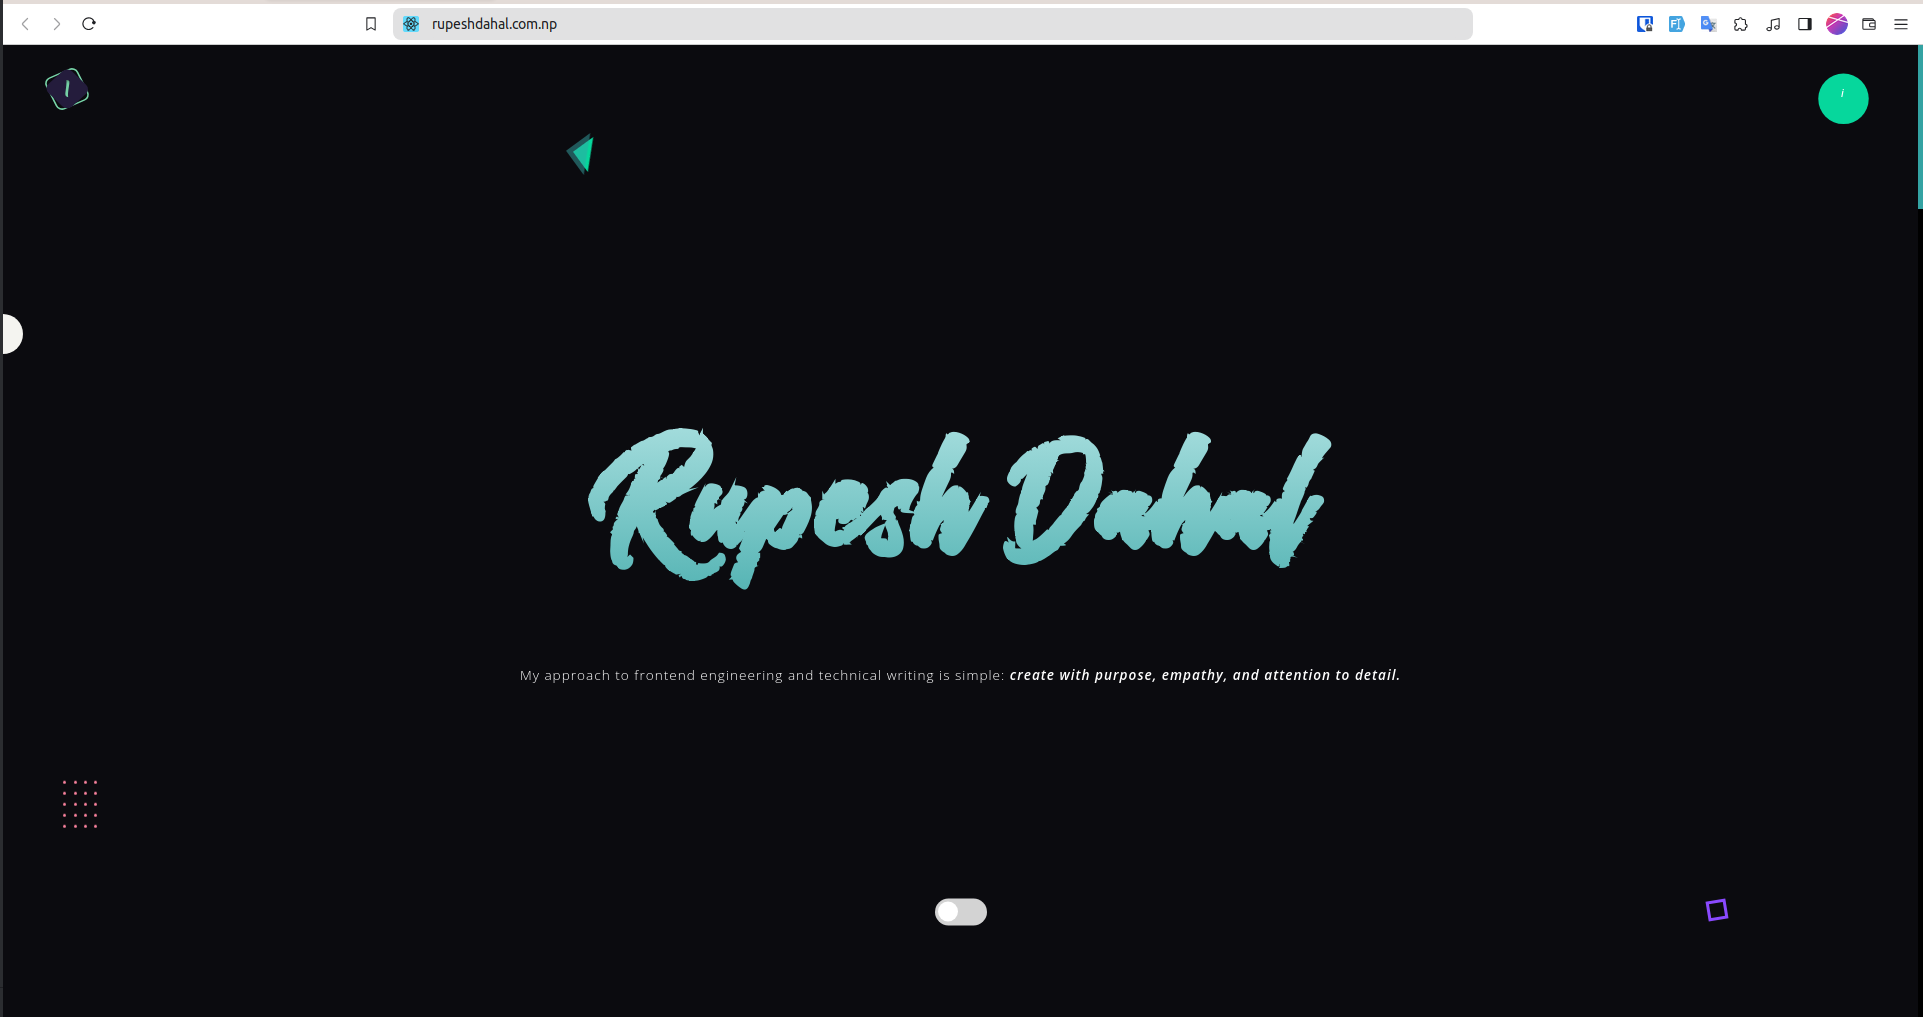 rupeshdahal.com.np
i
Rupesh Dahal
My approach to frontend engineering and technical writing is simple: create with purpose, empathy, and attention to detail.